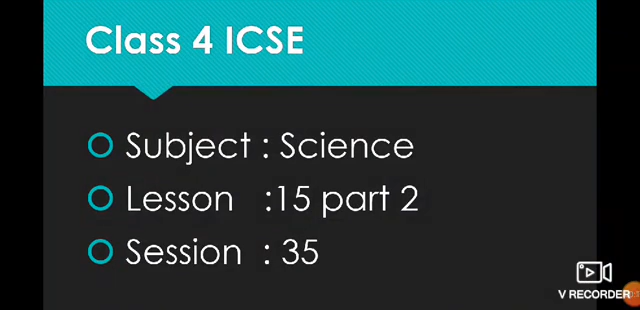 Class 4 ICSE
Subject : Science
Lesson :15 part 2
Session : 35
V RECORDER